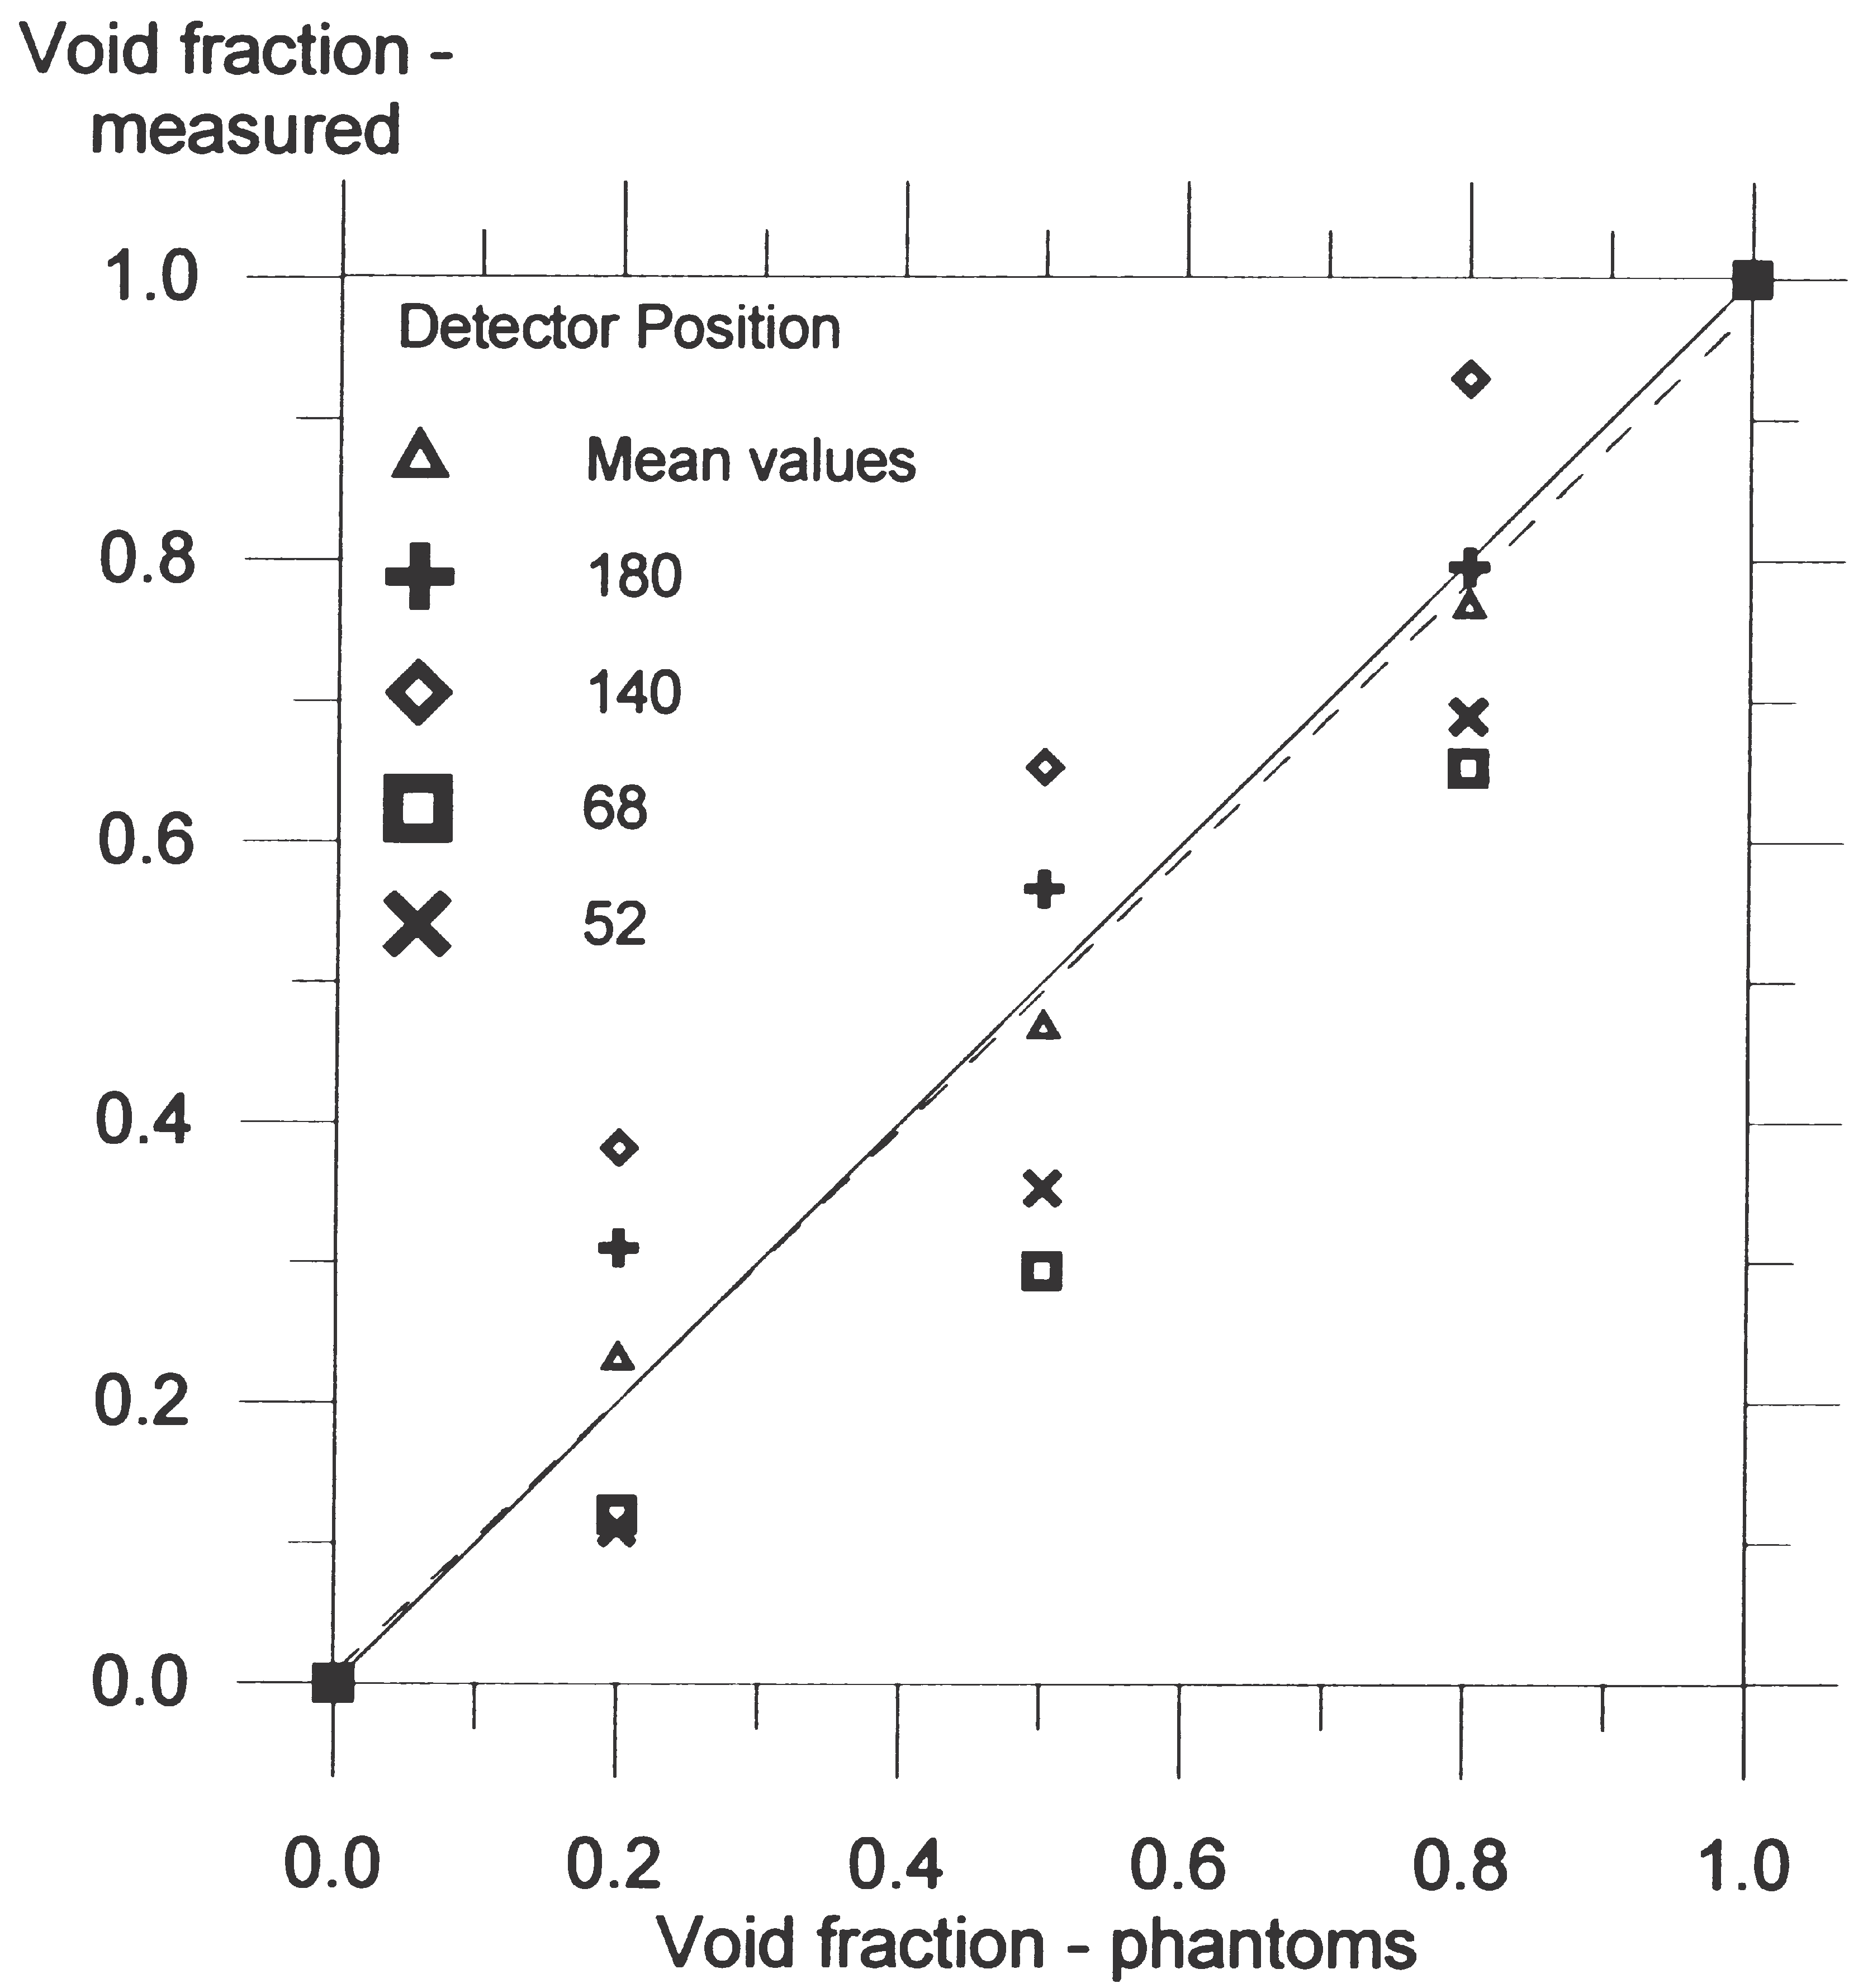 Void fraction -
measured
1.0
Detector Position
Mean values
0.8
180
140
0.6
68
52
0.4
0.2
0.0
0.0 0.2 0.4 0.6 0.8 1.0
Void fraction - phantoms